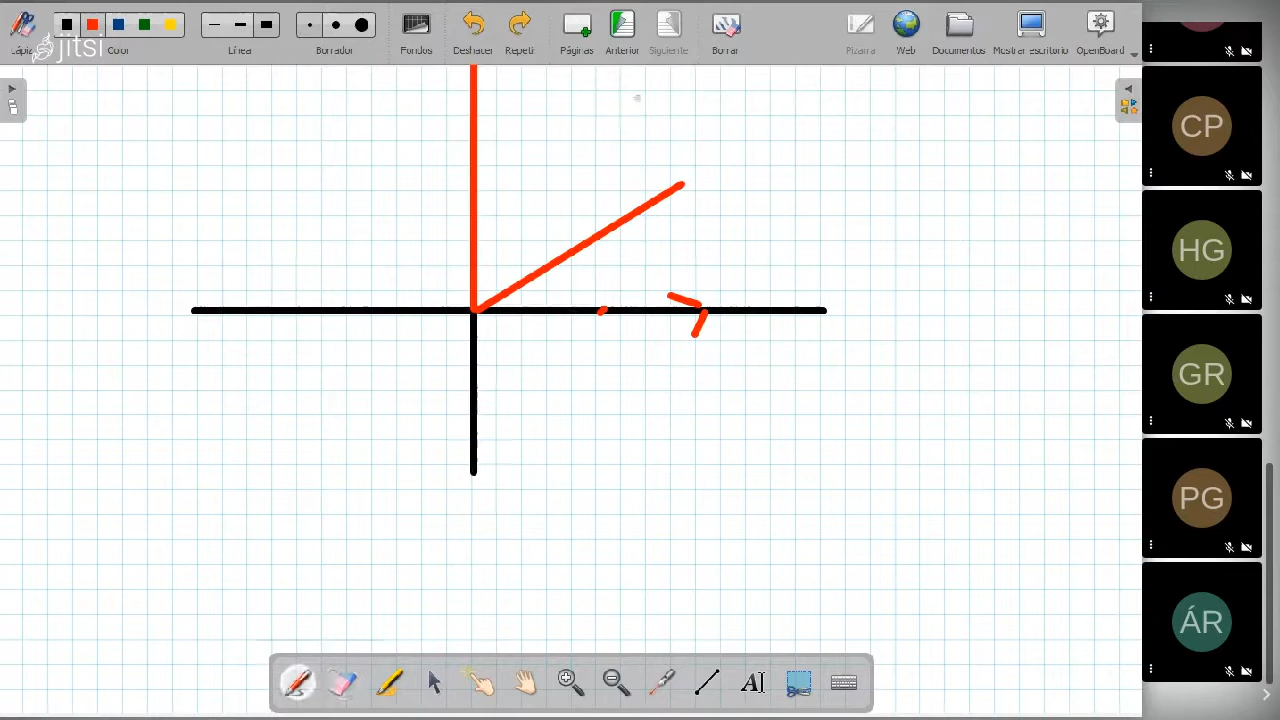 Lápiz
jitsi
Color
Línea
Borrador
Fondos
Deshacer
Repetir
Páginas
Anterior
Siguiente
Borrar
Pizarra
Web
Documentos
Mostrar escritorio
OpenBoard
CP
HG
GR
PG
ÁR
AI